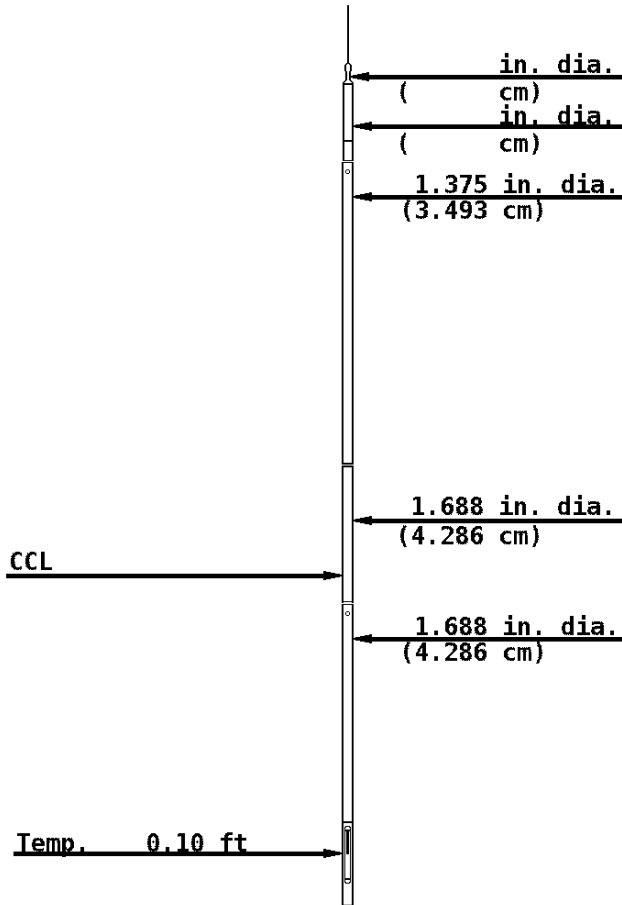 in. dia.
( cm)
in. dia.
( cm)
1.375 in. dia.
(3.493 cm)
1.688 in. dia.
(4.286 cm)
CCL
1.688 in. dia.
(4.286 cm)
Temp. 0.10 ft